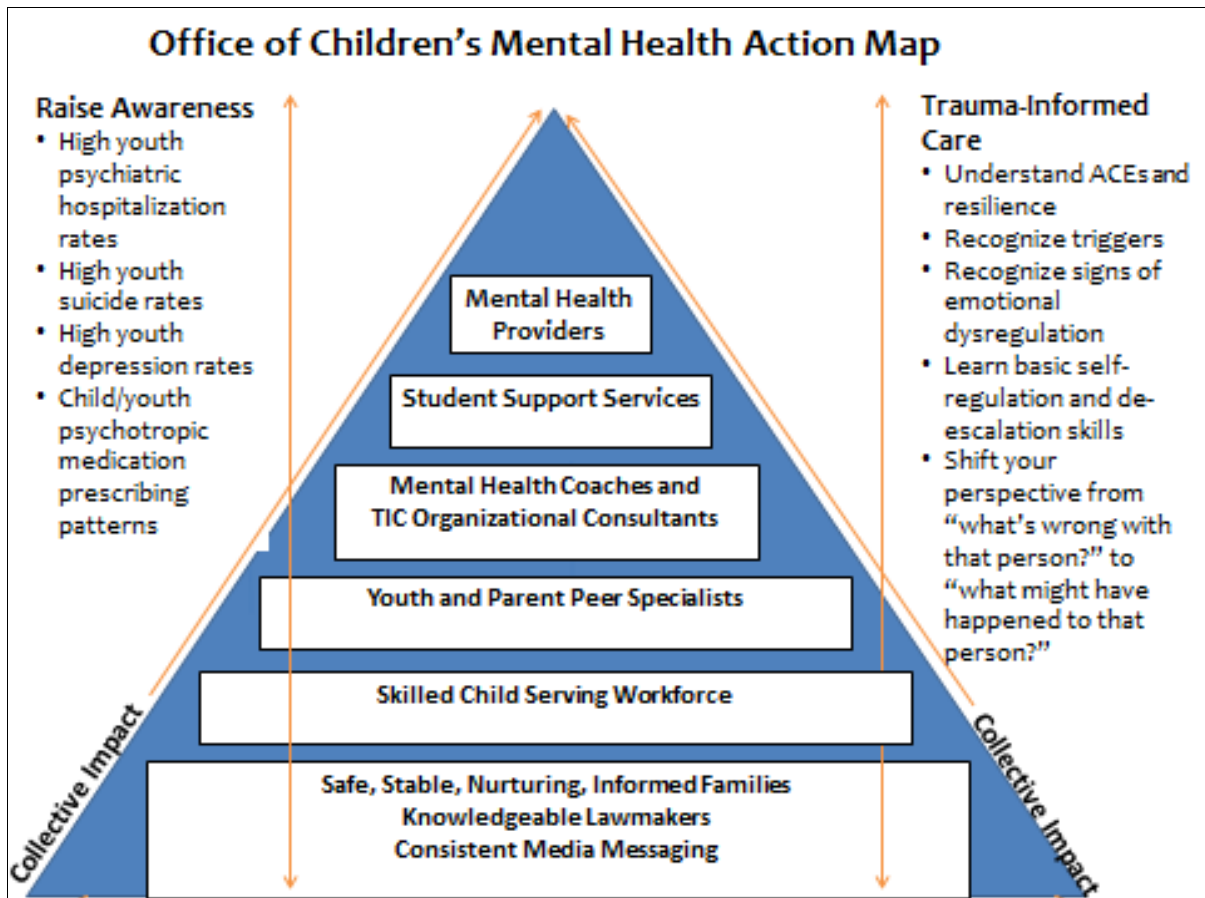 Office of Children's Mental Health Action Map
Raise Awareness
• High youth
psychiatric
hospitalization
rates
• High youth
suicide rates
• High youth
depression rates
• Child/youth
psychotropic
medication
prescribing
patterns
Trauma-Informed
Care
• Understand ACEs and
resilience
• Recognize triggers
• Recognize signs of
emotional
dysregulation
• Learn basic self-
regulation and de-
escalation skills
• Shift your
perspective from
“what's wrong with
that person?” to
“what might have
happened to that
person?”
Mental Health
Providers
Student Support Services
Mental Health Coaches and
TIC Organizational Consultants
Youth and Parent Peer Specialists
Skilled Child Serving Workforce
Safe, Stable, Nurturing, Informed Families
Knowledgeable Lawmakers
Consistent Media Messaging
Collective Impact
Collective Impact